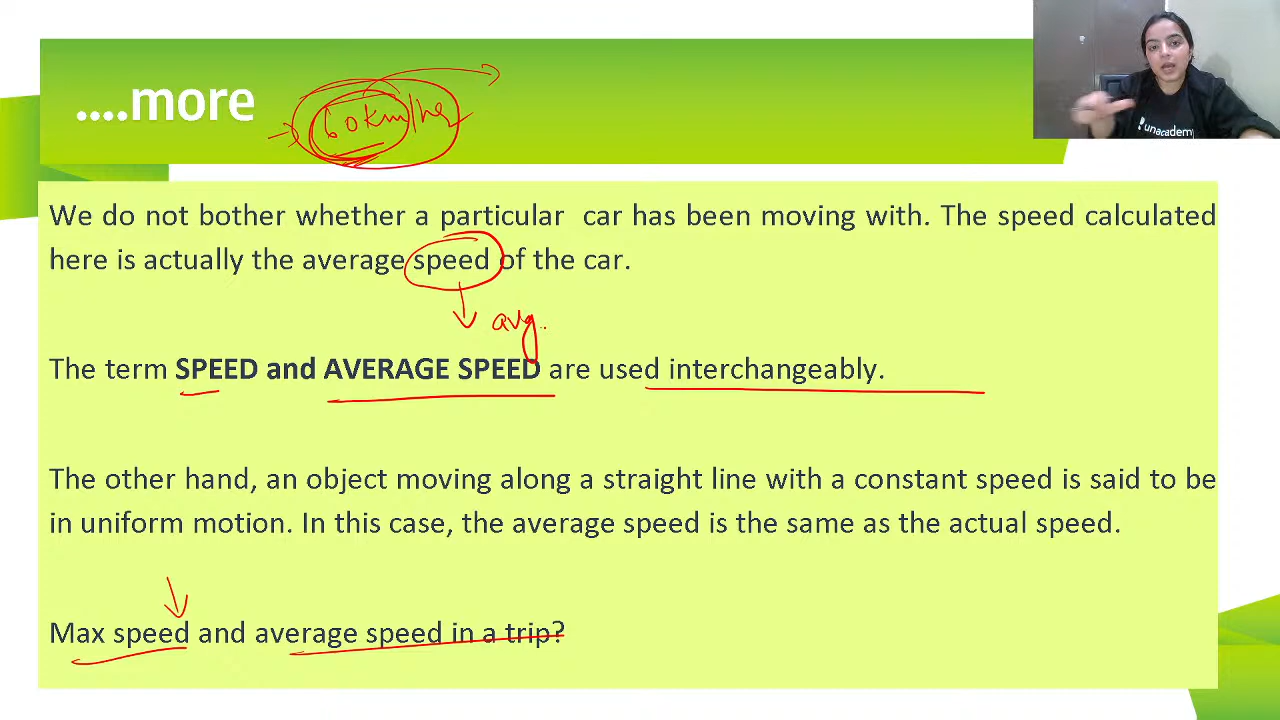 ....more
60km/hr
We do not bother whether a particular car has been moving with. The speed calculated
here is actually the average speed of the car.
avg.
The term SPEED and AVERAGE SPEED are used interchangeably.
The other hand, an object moving along a straight line with a constant speed is said to be
in uniform motion. In this case, the average speed is the same as the actual speed.
Max speed and average speed in a trip?
unacademy